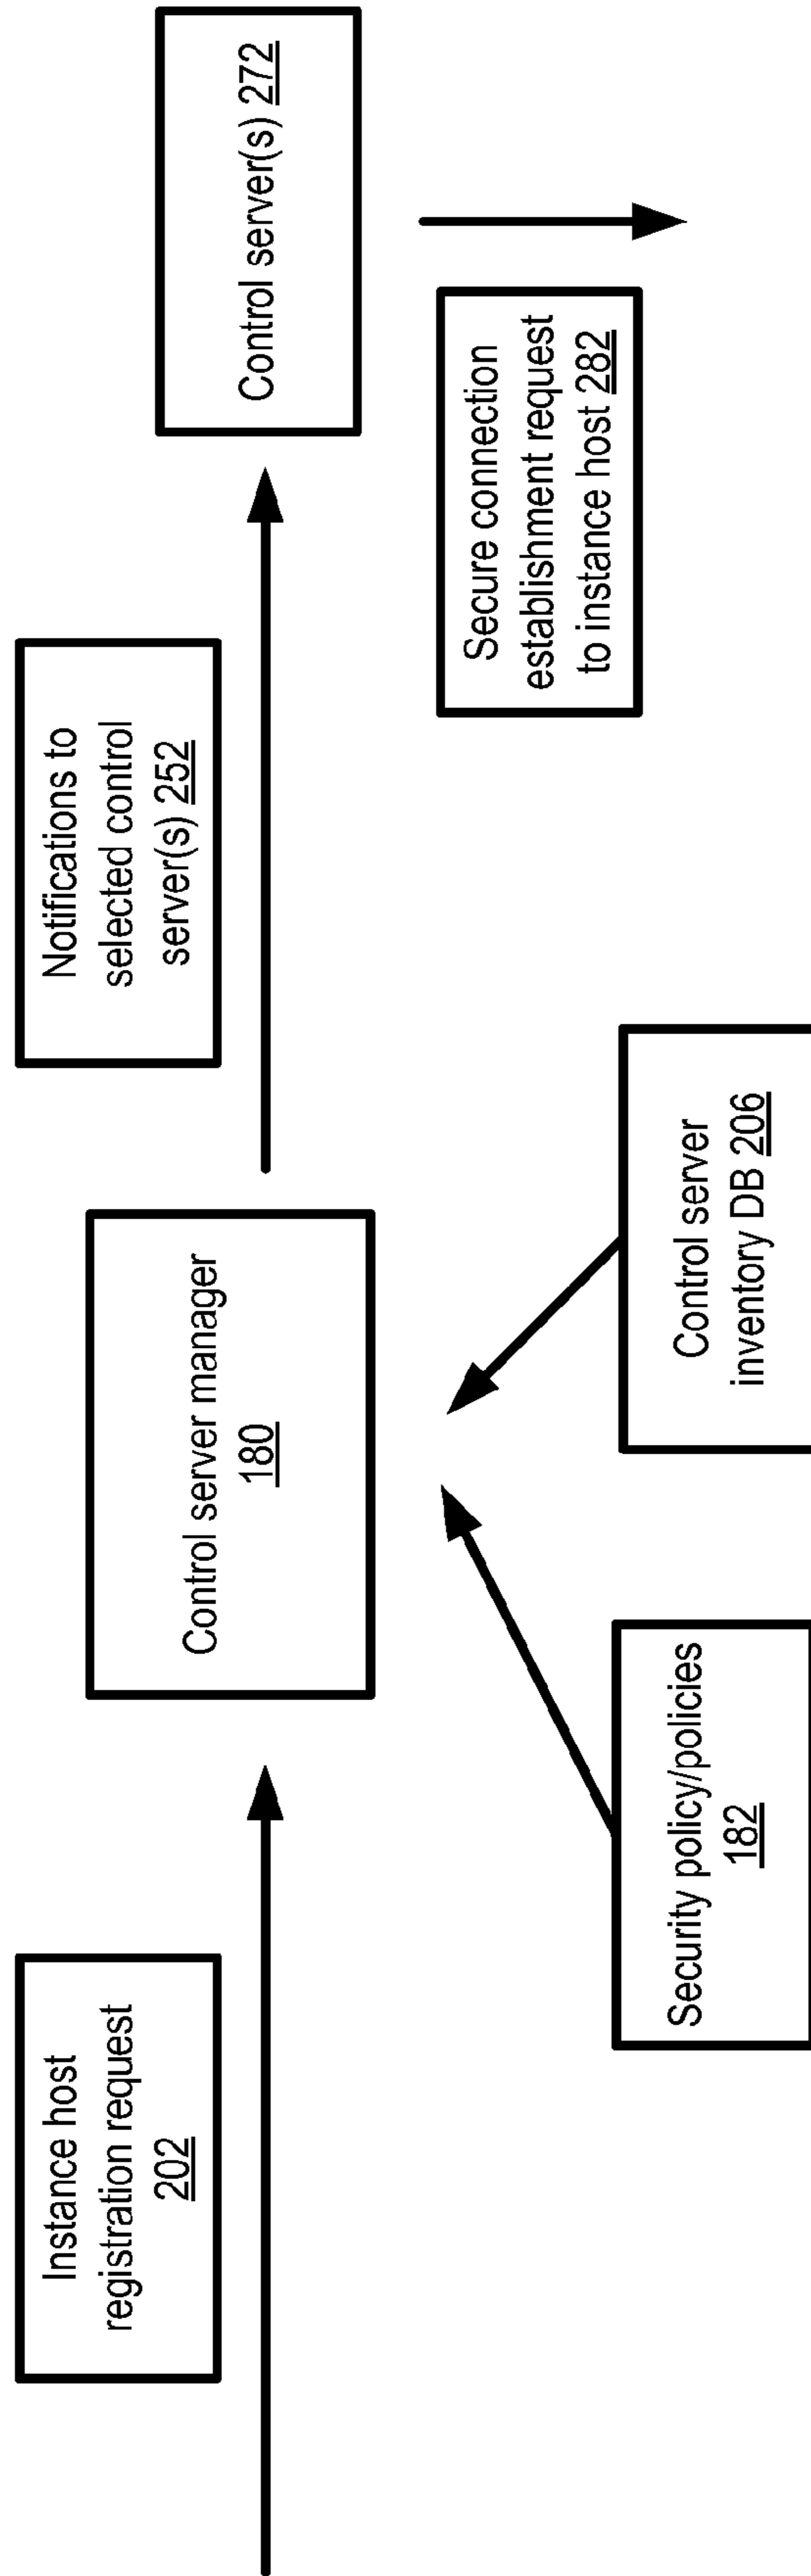 Instance host
registration request
202
Control server manager
180
Notifications to
selected control
server(s) 252
Control server(s) 272
Security policy/policies
182
Control server
inventory DB 206
Secure connection
establishment request
to instance host 282